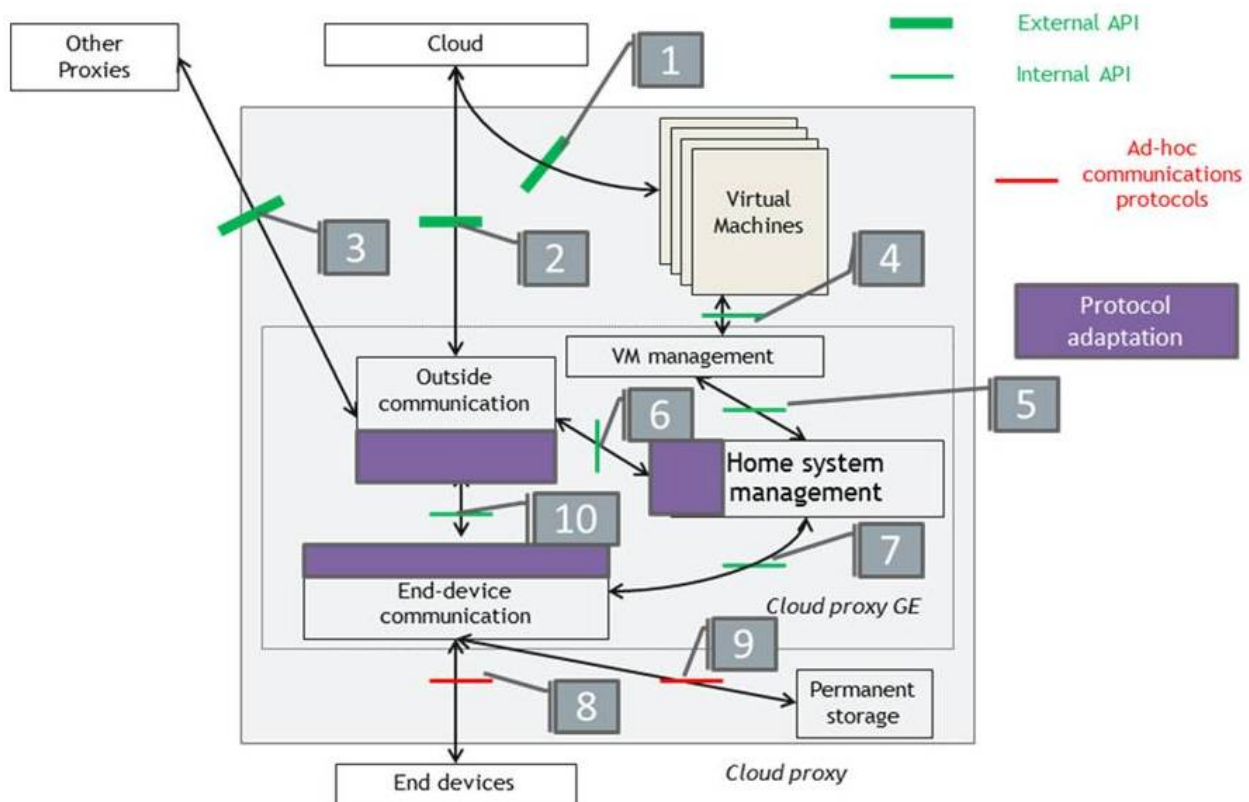 Other
Proxies
Cloud
1
External API
Internal API
Ad-hoc
communications
protocols
Virtual
Machines
3
2
4
Protocol
adaptation
VM management
Outside
communication
6
5
Home system
management
10
7
End-device
communication
Cloud proxy GE
9
8
Permanent
storage
End devices
Cloud proxy